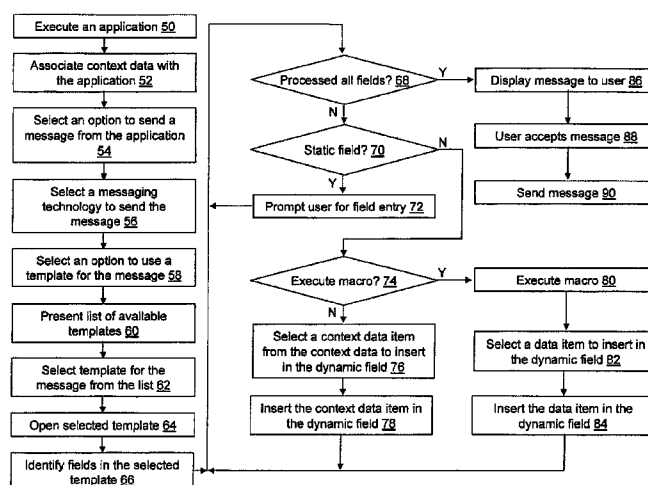 Execute an application 50
Associate context data with
the application 52
Select an option to send a
message from the application
54
Select a messaging
technology to send the
message 56
Select an option to use a
template for the message 58
Present list of available
templates 60
Select template for the
message from the list 62
Open selected template 64
Identify fields in the selected
template 66
Processed all fields? 68
Y
N
Static field? 70
N
Y
Prompt user for field entry 72
Execute macro? 74
Y
N
Select a context data item
from the context data to insert
in the dynamic field 76
Insert the context data item in
the dynamic field 78
Display message to user 86
User accepts message 88
Send message 90
Execute macro 80
Select a data item to insert
in the dynamic field 82
Insert the data item in the
dynamic field 84